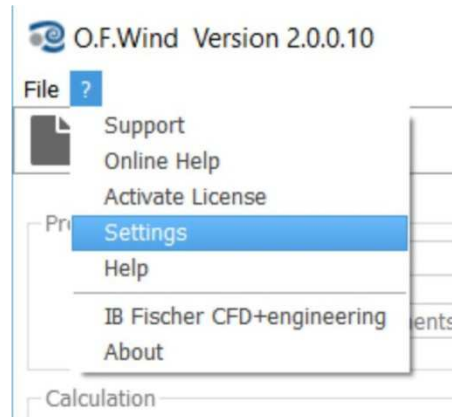 O.F.Wind Version 2.0.0.10
File ?
Support
Online Help
Activate License
Settings
Help
IB Fischer CFD+engineering
About
Calculation